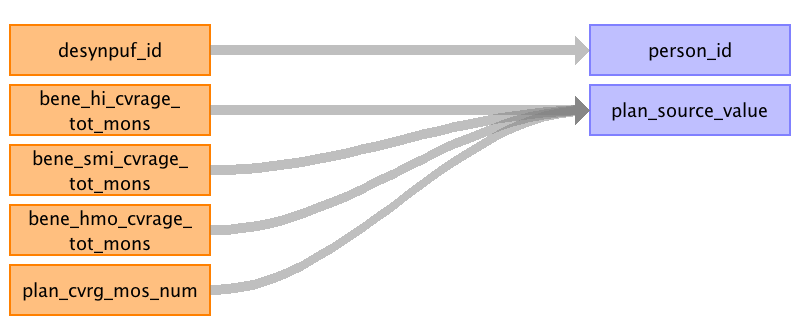 desynpuf_id
person_id
bene_hi_cvrage_
tot_mons
plan_source_value
bene_smi_cvrage_
tot_mons
bene_hmo_cvrage_
tot_mons
plan_cvrg_mos_num